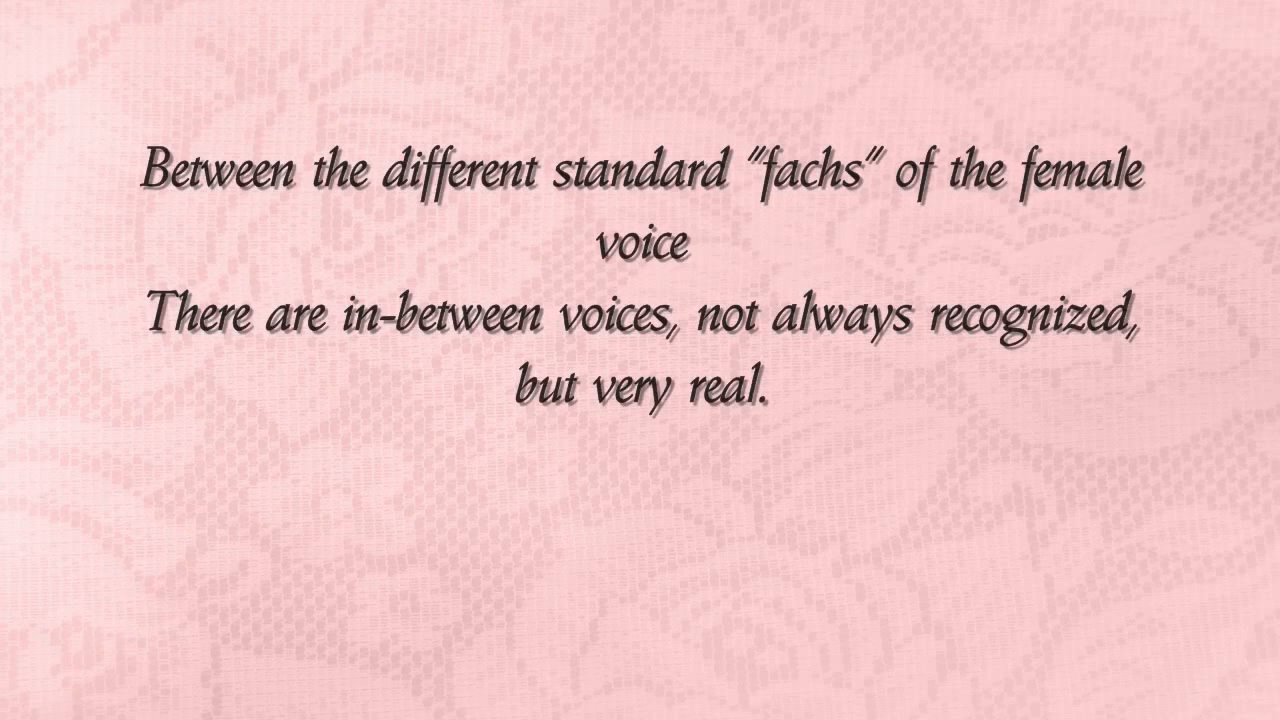 Between the different standard "fachs" of the female
voice
There are in-between voices, not always recognized,
but very real.